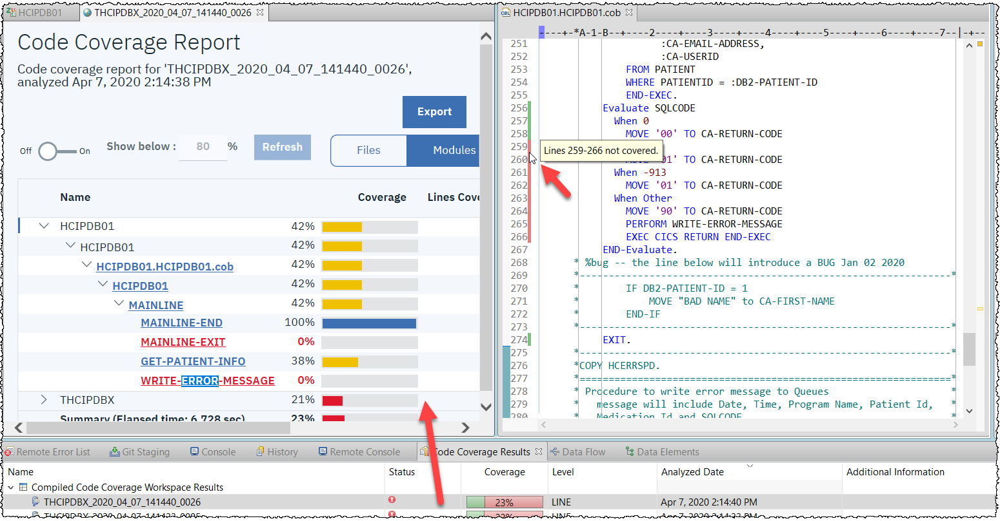 HCIPDB01
THCIPDBX_2020_04_07_141440_0026
Code Coverage Report
Code coverage report for 'THCIPDBX_2020_04_07_141440_0026',
analyzed Apr 7, 2020 2:14:38 PM
Export
Off On Show below : 80 % Refresh Files Modules
Name Coverage Lines Cove
HCIPDB01 42%
HCIPDB01 42%
HCIPDB01.HCIPDB01.cob 42%
HCIPDB01 42%
MAINLINE 42%
MAINLINE-END 100%
MAINLINE-EXIT 0%
GET-PATIENT-INFO 38%
WRITE-ERROR-MESSAGE 0%
THCIPDBX 21%
Summary (Elapsed time: 6.728 sec) 23%
HCIPDB01.HCIPDB01.cob
----+-*A-1-B--+----2----+----3----+----4----+----5----+----6----+----7--|-+--
251 :CA-EMAIL-ADDRESS,
252 :CA-USERID
253 FROM PATIENT
254 WHERE PATIENTID = :DB2-PATIENT-ID
255 END-EXEC.
256 Evaluate SQLCODE
257 When 0
258 MOVE '00' TO CA-RETURN-CODE
259
Lines 259-266 not covered.
260 MOVE '01' TO CA-RETURN-CODE
261 When -913
262 MOVE '01' TO CA-RETURN-CODE
263 When Other
264 MOVE '90' TO CA-RETURN-CODE
265 PERFORM WRITE-ERROR-MESSAGE
266 EXEC CICS RETURN END-EXEC
267 END-Evaluate.
268 * %bug -- the line below will introduce a BUG Jan 02 2020
269 *----------------------------------------------------------------*
270 * IF DB2-PATIENT-ID = 1
271 * MOVE "BAD NAME" to CA-FIRST-NAME
272 * END-IF
273 *----------------------------------------------------------------*
274 EXIT.
275 *----------------------------------------------------------------*
276 *COPY HCERRSPD.
277 *================================================================*
278 * Procedure to write error message to Queues *
279 * message will include Date, Time, Program Name, Patient Id, *
280 * Medication Id and SQLCODE
Remote Error List Git Staging Console History Remote Console Code Coverage Results Data Flow Data Elements
Name Status Coverage Level Analyzed Date Additional Information
Compiled Code Coverage Workspace Results
THCIPDBX_2020_04_07_141440_0026 23% LINE Apr 7, 2020 2:14:40 PM